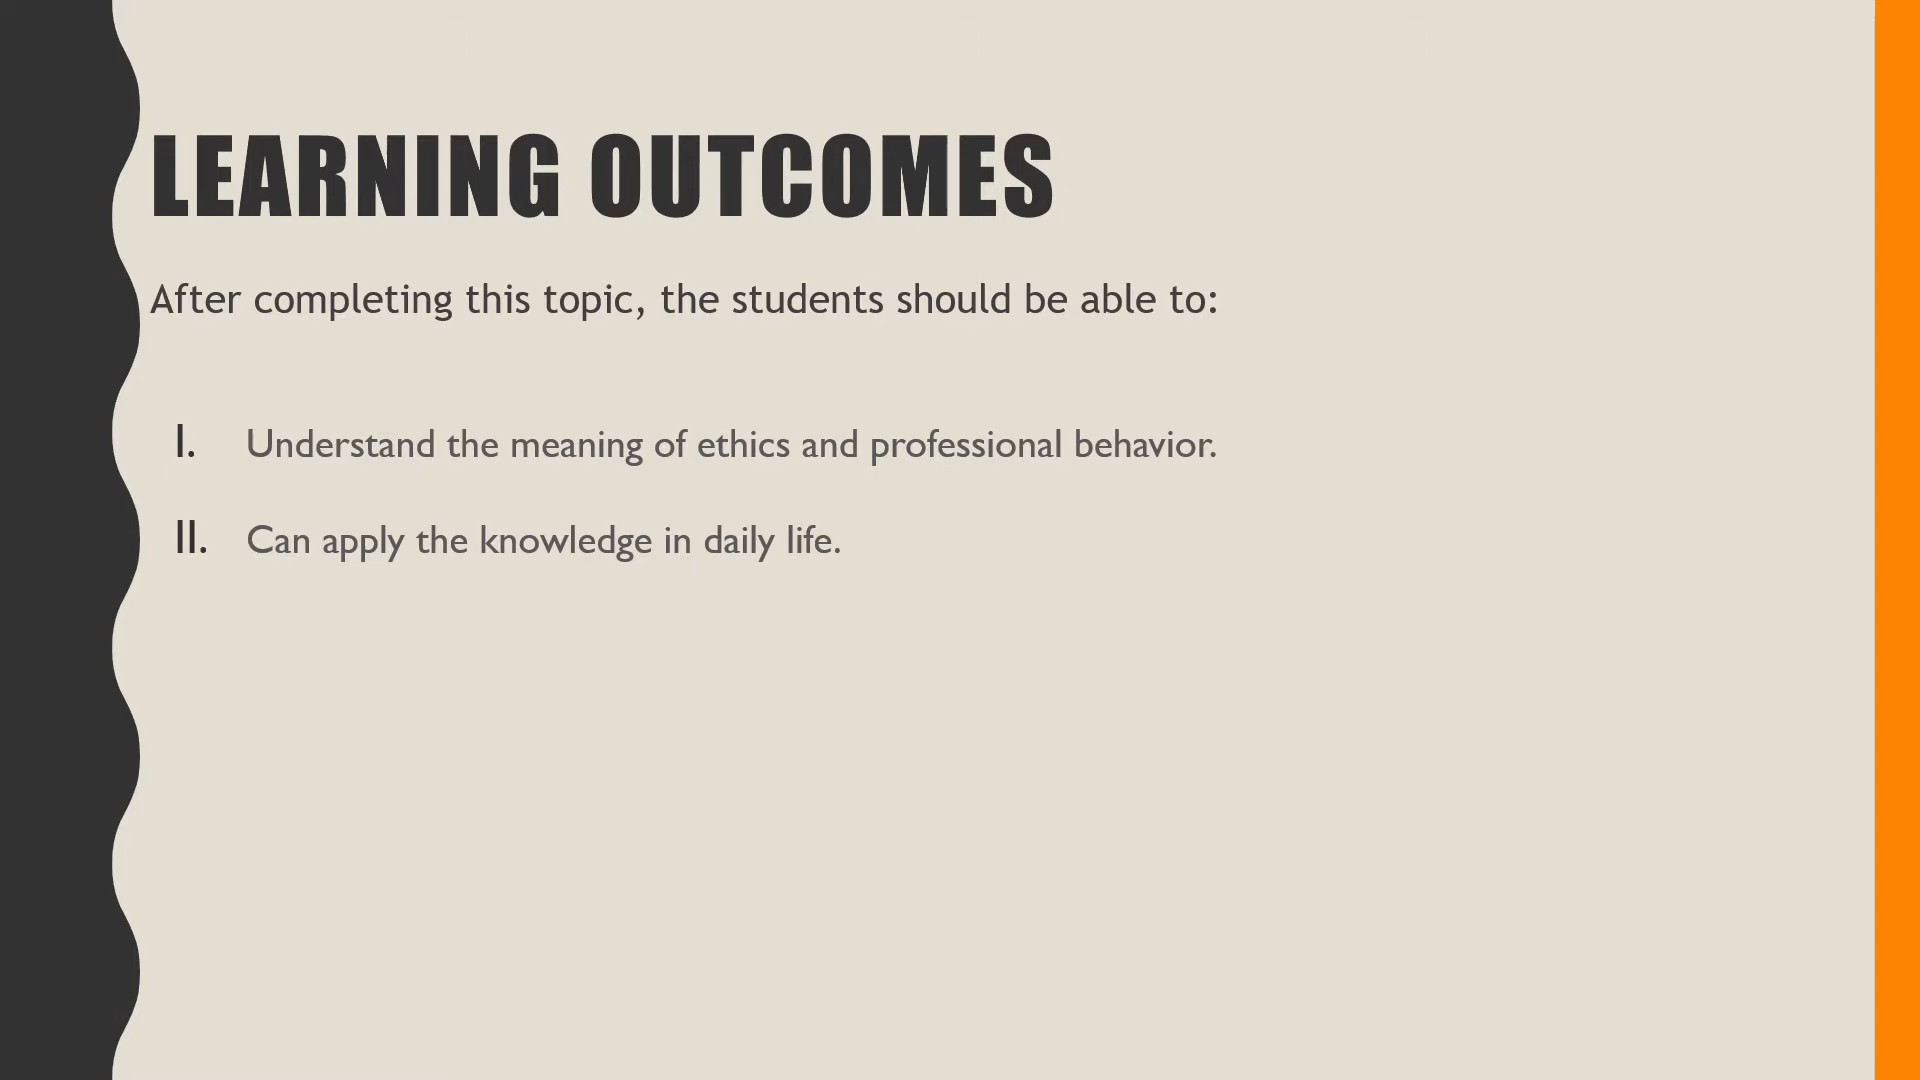 LEARNING OUTCOMES
After completing this topic, the students should be able to:
I. Understand the meaning of ethics and professional behavior.
II. Can apply the knowledge in daily life.